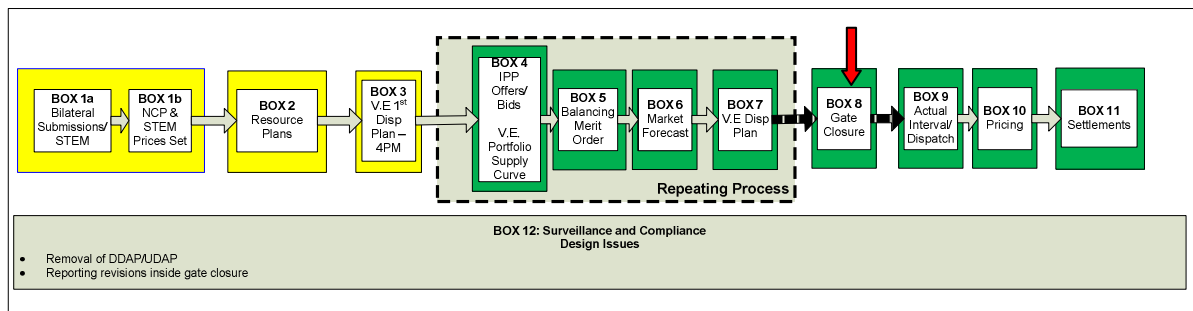 BOX 1a
Bilateral
Submissions/
STEM
BOX 1b
NCP &
STEM
Prices Set
BOX 2
Resource
Plans
BOX 3
V.E 1st
Disp
Plan –
4PM
BOX 4
IPP
Offers/
Bids
V.E.
Portfolio
Supply
Curve
BOX 5
Balancing
Merit
Order
BOX 6
Market
Forecast
BOX 7
V.E Disp
Plan
Repeating Process
BOX 8
Gate
Closure
BOX 9
Actual
Interval/
Dispatch
BOX 10
Pricing
BOX 11
Settlements
BOX 12: Surveillance and Compliance
Design Issues
• Removal of DDAP/UDAP
• Reporting revisions inside gate closure